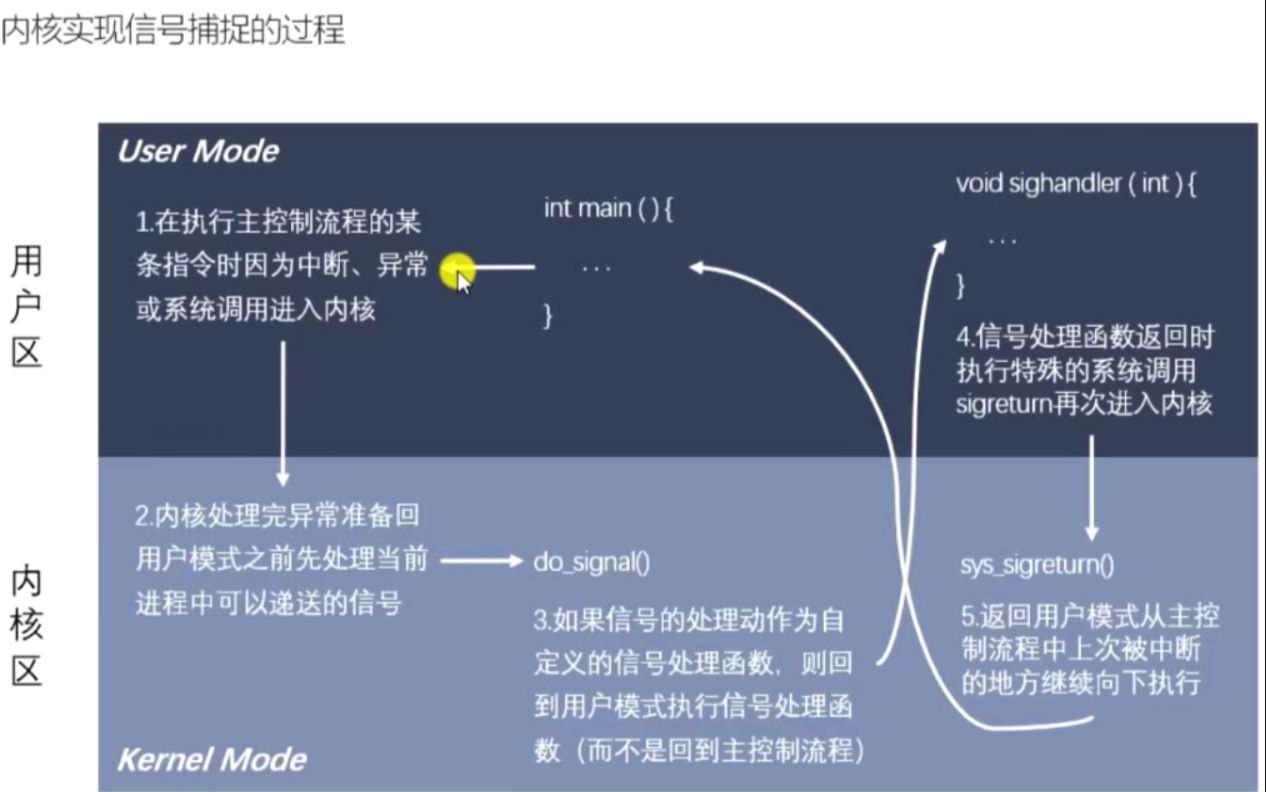 内核实现信号捕捉的过程
User Mode
用
户
区
1.在执行主控制流程的某
条指令时因为中断、异常
或系统调用进入内核
int main ( ) {
...
}
void sighandler ( int ) {
...
}
4.信号处理函数返回时
执行特殊的系统调用
sigreturn再次进入内核
内
核
区
2.内核处理完异常准备回
用户模式之前先处理当前
进程中可以递送的信号
do_signal()
3.如果信号的处理动作为自
定义的信号处理函数，则回
到用户模式执行信号处理函
数（而不是回到主控制流程）
sys_sigreturn()
5.返回用户模式从主控
制流程中上次被中断
的地方继续向下执行
Kernel Mode